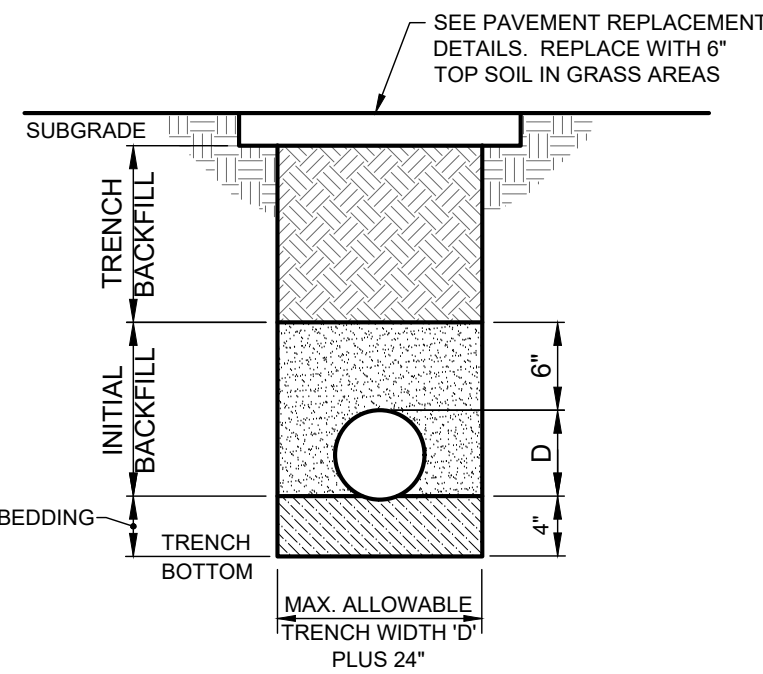 SEE PAVEMENT REPLACEMENT
DETAILS. REPLACE WITH 6"
TOP SOIL IN GRASS AREAS
SUBGRADE
TRENCH
BACKFILL
INITIAL
BACKFILL
6"
D
BEDDING
4"
TRENCH
BOTTOM
MAX. ALLOWABLE
TRENCH WIDTH 'D'
PLUS 24"